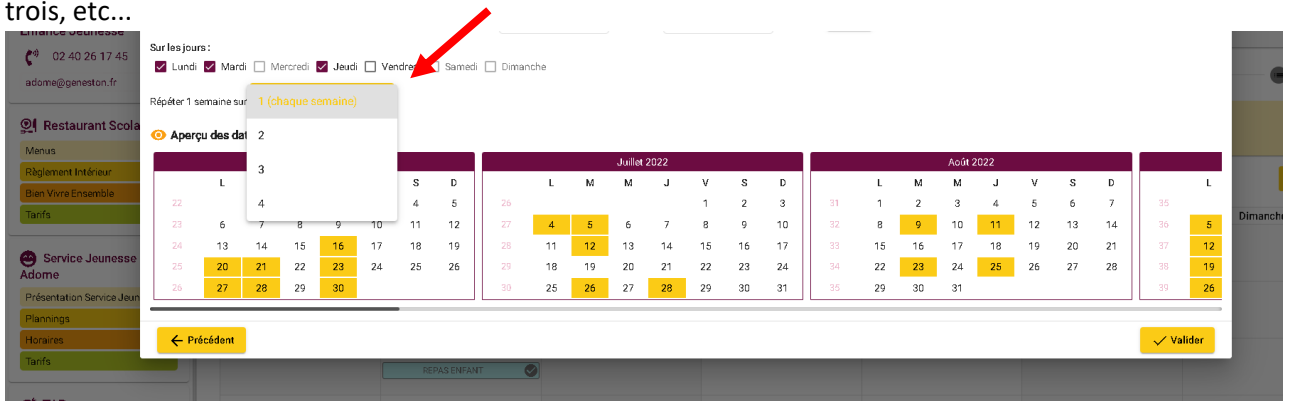 trois, etc...
Enfance Jeunesse
02 40 26 17 45
adome@geneston.fr
Restaurant Scola
Menus
Règlement Intérieur
Bien Vivre Ensemble
Tarifs
Service Jeunesse
Adome
Présentation Service Jeun
Plannings
Horaires
Tarifs
Sur les jours :
Lundi Mardi Mercredi Jeudi Vendre Samedi Dimanche
Répéter 1 semaine sur 1 (chaque semaine)
2
3
4
Aperçu des dat
S D
22 4 5
23 6 7 8 9 10 11 12
24 13 14 15 16 17 18 19
25 20 21 22 23 24 25 26
26 27 28 29 30
L
Juillet 2022
L M M J V S D
26 1 2 3
27 4 5 6 7 8 9 10
28 11 12 13 14 15 16 17
29 18 19 20 21 22 23 24
30 25 26 27 28 29 30 31
Août 2022
L M M J V S D
31 1 2 3 4 5 6 7
32 8 9 10 11 12 13 14
33 15 16 17 18 19 20 21
34 22 23 24 25 26 27 28
35 29 30 31
L
35
36 5
37 12
38 19
39 26
Dimanche
Précédent
Valider
REPAS ENFANT